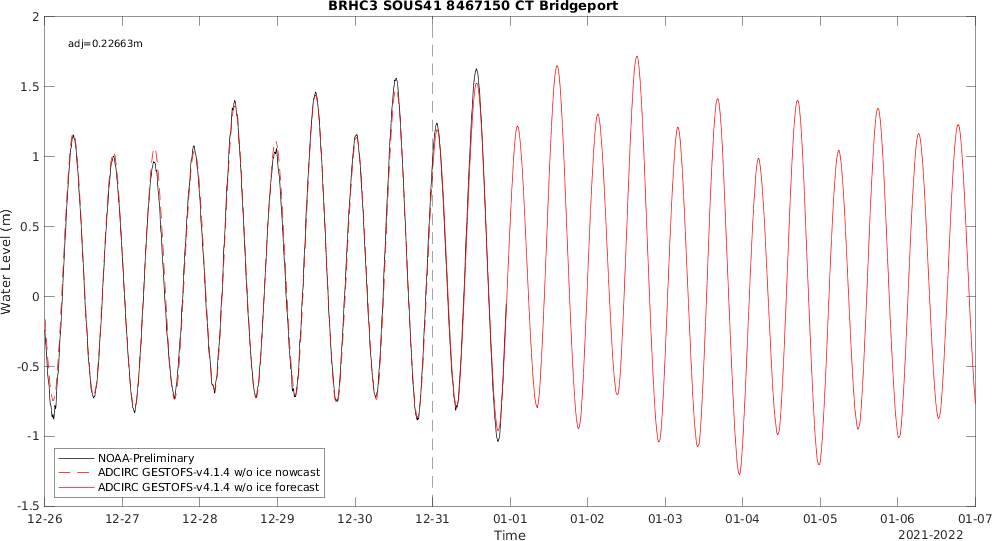 BRHC3 SOUS41 8467150 CT Bridgeport
adj=0.22663m
2
1.5
1
0.5
0
-0.5
-1
-1.5
Water Level (m)
NOAA-Preliminary
ADCIRC GESTOFS-v4.1.4 w/o ice nowcast
ADCIRC GESTOFS-v4.1.4 w/o ice forecast
12-26 12-27 12-28 12-29 12-30 12-31 01-01 01-02 01-03 01-04 01-05 01-06 01-07
Time
2021-2022